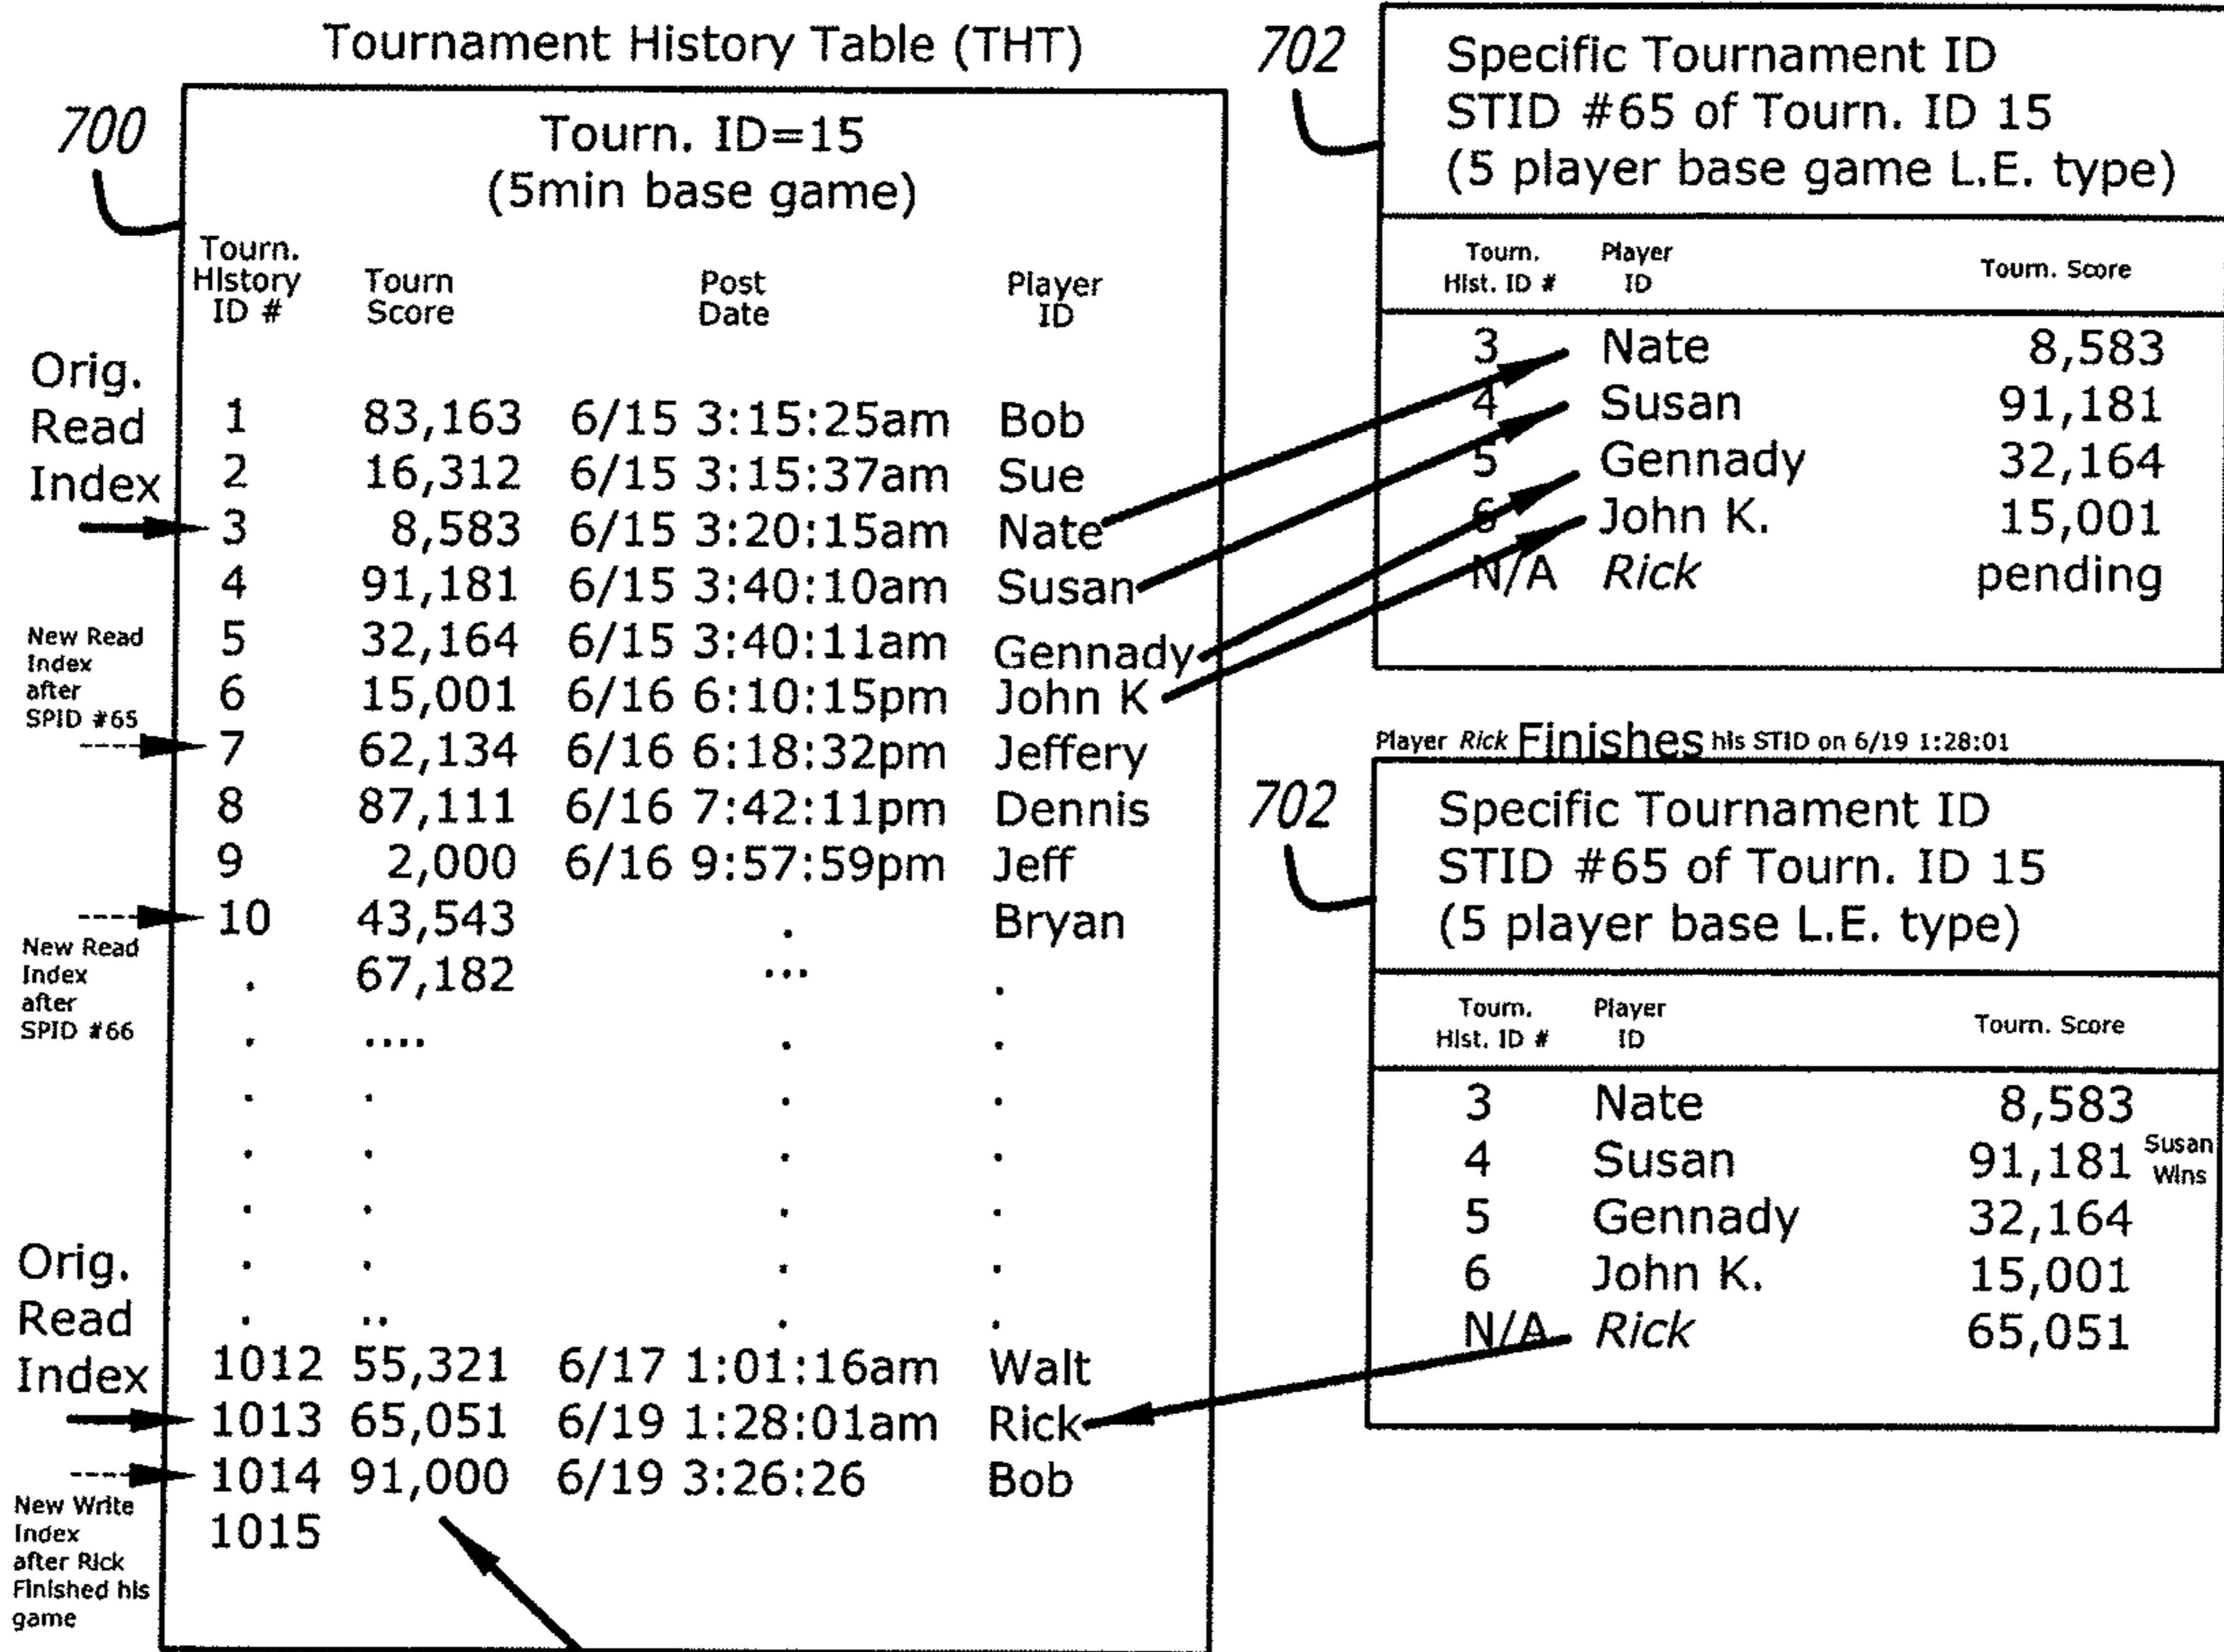 Tournament History Table (THT)
700
Tourn. ID=15
(5min base game)
Tourn.
History
ID #
Tourn
Score
Post
Date
Player
ID
Orig.
Read
Index
1 83,163 6/15 3:15:25am Bob
2 16,312 6/15 3:15:37am Sue
3 8,583 6/15 3:20:15am Nate
4 91,181 6/15 3:40:10am Susan
New Read
Index
after
SPID #65
5 32,164 6/15 3:40:11am Gennady
6 15,001 6/16 6:10:15pm John K
7 62,134 6/16 6:18:32pm Jeffery
8 87,111 6/16 7:42:11pm Dennis
9 2,000 6/16 9:57:59pm Jeff
10 43,543 . Bryan
New Read
Index
after
SPID #66
. 67,182 ... .
. .... . .
. . . .
. . . .
. . . .
. . . .
. .. . .
Orig.
Read
Index
1012 55,321 6/17 1:01:16am Walt
1013 65,051 6/19 1:28:01am Rick
1014 91,000 6/19 3:26:26 Bob
1015
New Write
Index
after Rick
Finished his
game
702
Specific Tournament ID
STID #65 of Tourn. ID 15
(5 player base game L.E. type)
Tourn.
Hist. ID #
Player
ID
Tourn. Score
3 Nate 8,583
4 Susan 91,181
5 Gennady 32,164
6 John K. 15,001
N/A Rick pending
Player Rick Finishes his STID on 6/19 1:28:01
702
Specific Tournament ID
STID #65 of Tourn. ID 15
(5 player base L.E. type)
Tourn.
Hist. ID #
Player
ID
Tourn. Score
3 Nate 8,583
4 Susan 91,181 Susan
Wins
5 Gennady 32,164
6 John K. 15,001
N/A Rick 65,051